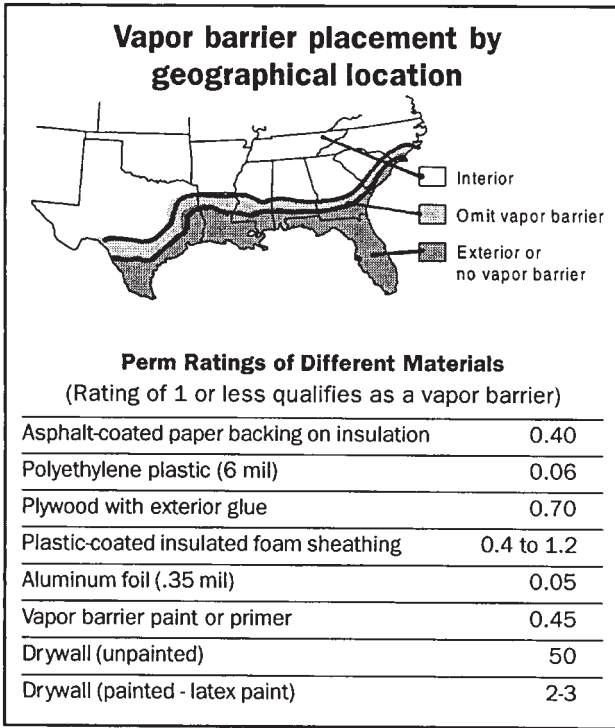 Vapor barrier placement by
geographical location
Interior
Omit vapor barrier
Exterior or
no vapor barrier
Perm Ratings of Different Materials
(Rating of 1 or less qualifies as a vapor barrier)
Asphalt-coated paper backing on insulation 0.40
Polyethylene plastic (6 mil) 0.06
Plywood with exterior glue 0.70
Plastic-coated insulated foam sheathing 0.4 to 1.2
Aluminum foil (.35 mil) 0.05
Vapor barrier paint or primer 0.45
Drywall (unpainted) 50
Drywall (painted - latex paint) 2-3